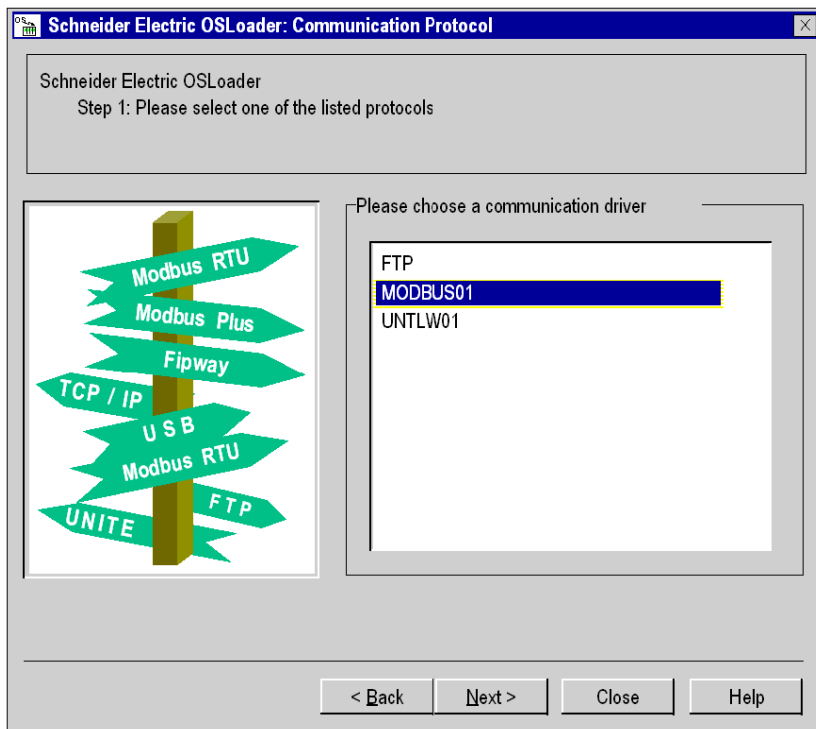 Schneider Electric OSLoader: Communication Protocol
Schneider Electric OSLoader
Step 1: Please select one of the listed protocols
Modbus RTU
Modbus Plus
Fipway
TCP / IP
USB
Modbus RTU
FTP
UNITE
Please choose a communication driver
FTP
MODBUS01
UNTLW01
< Back
Next >
Close
Help